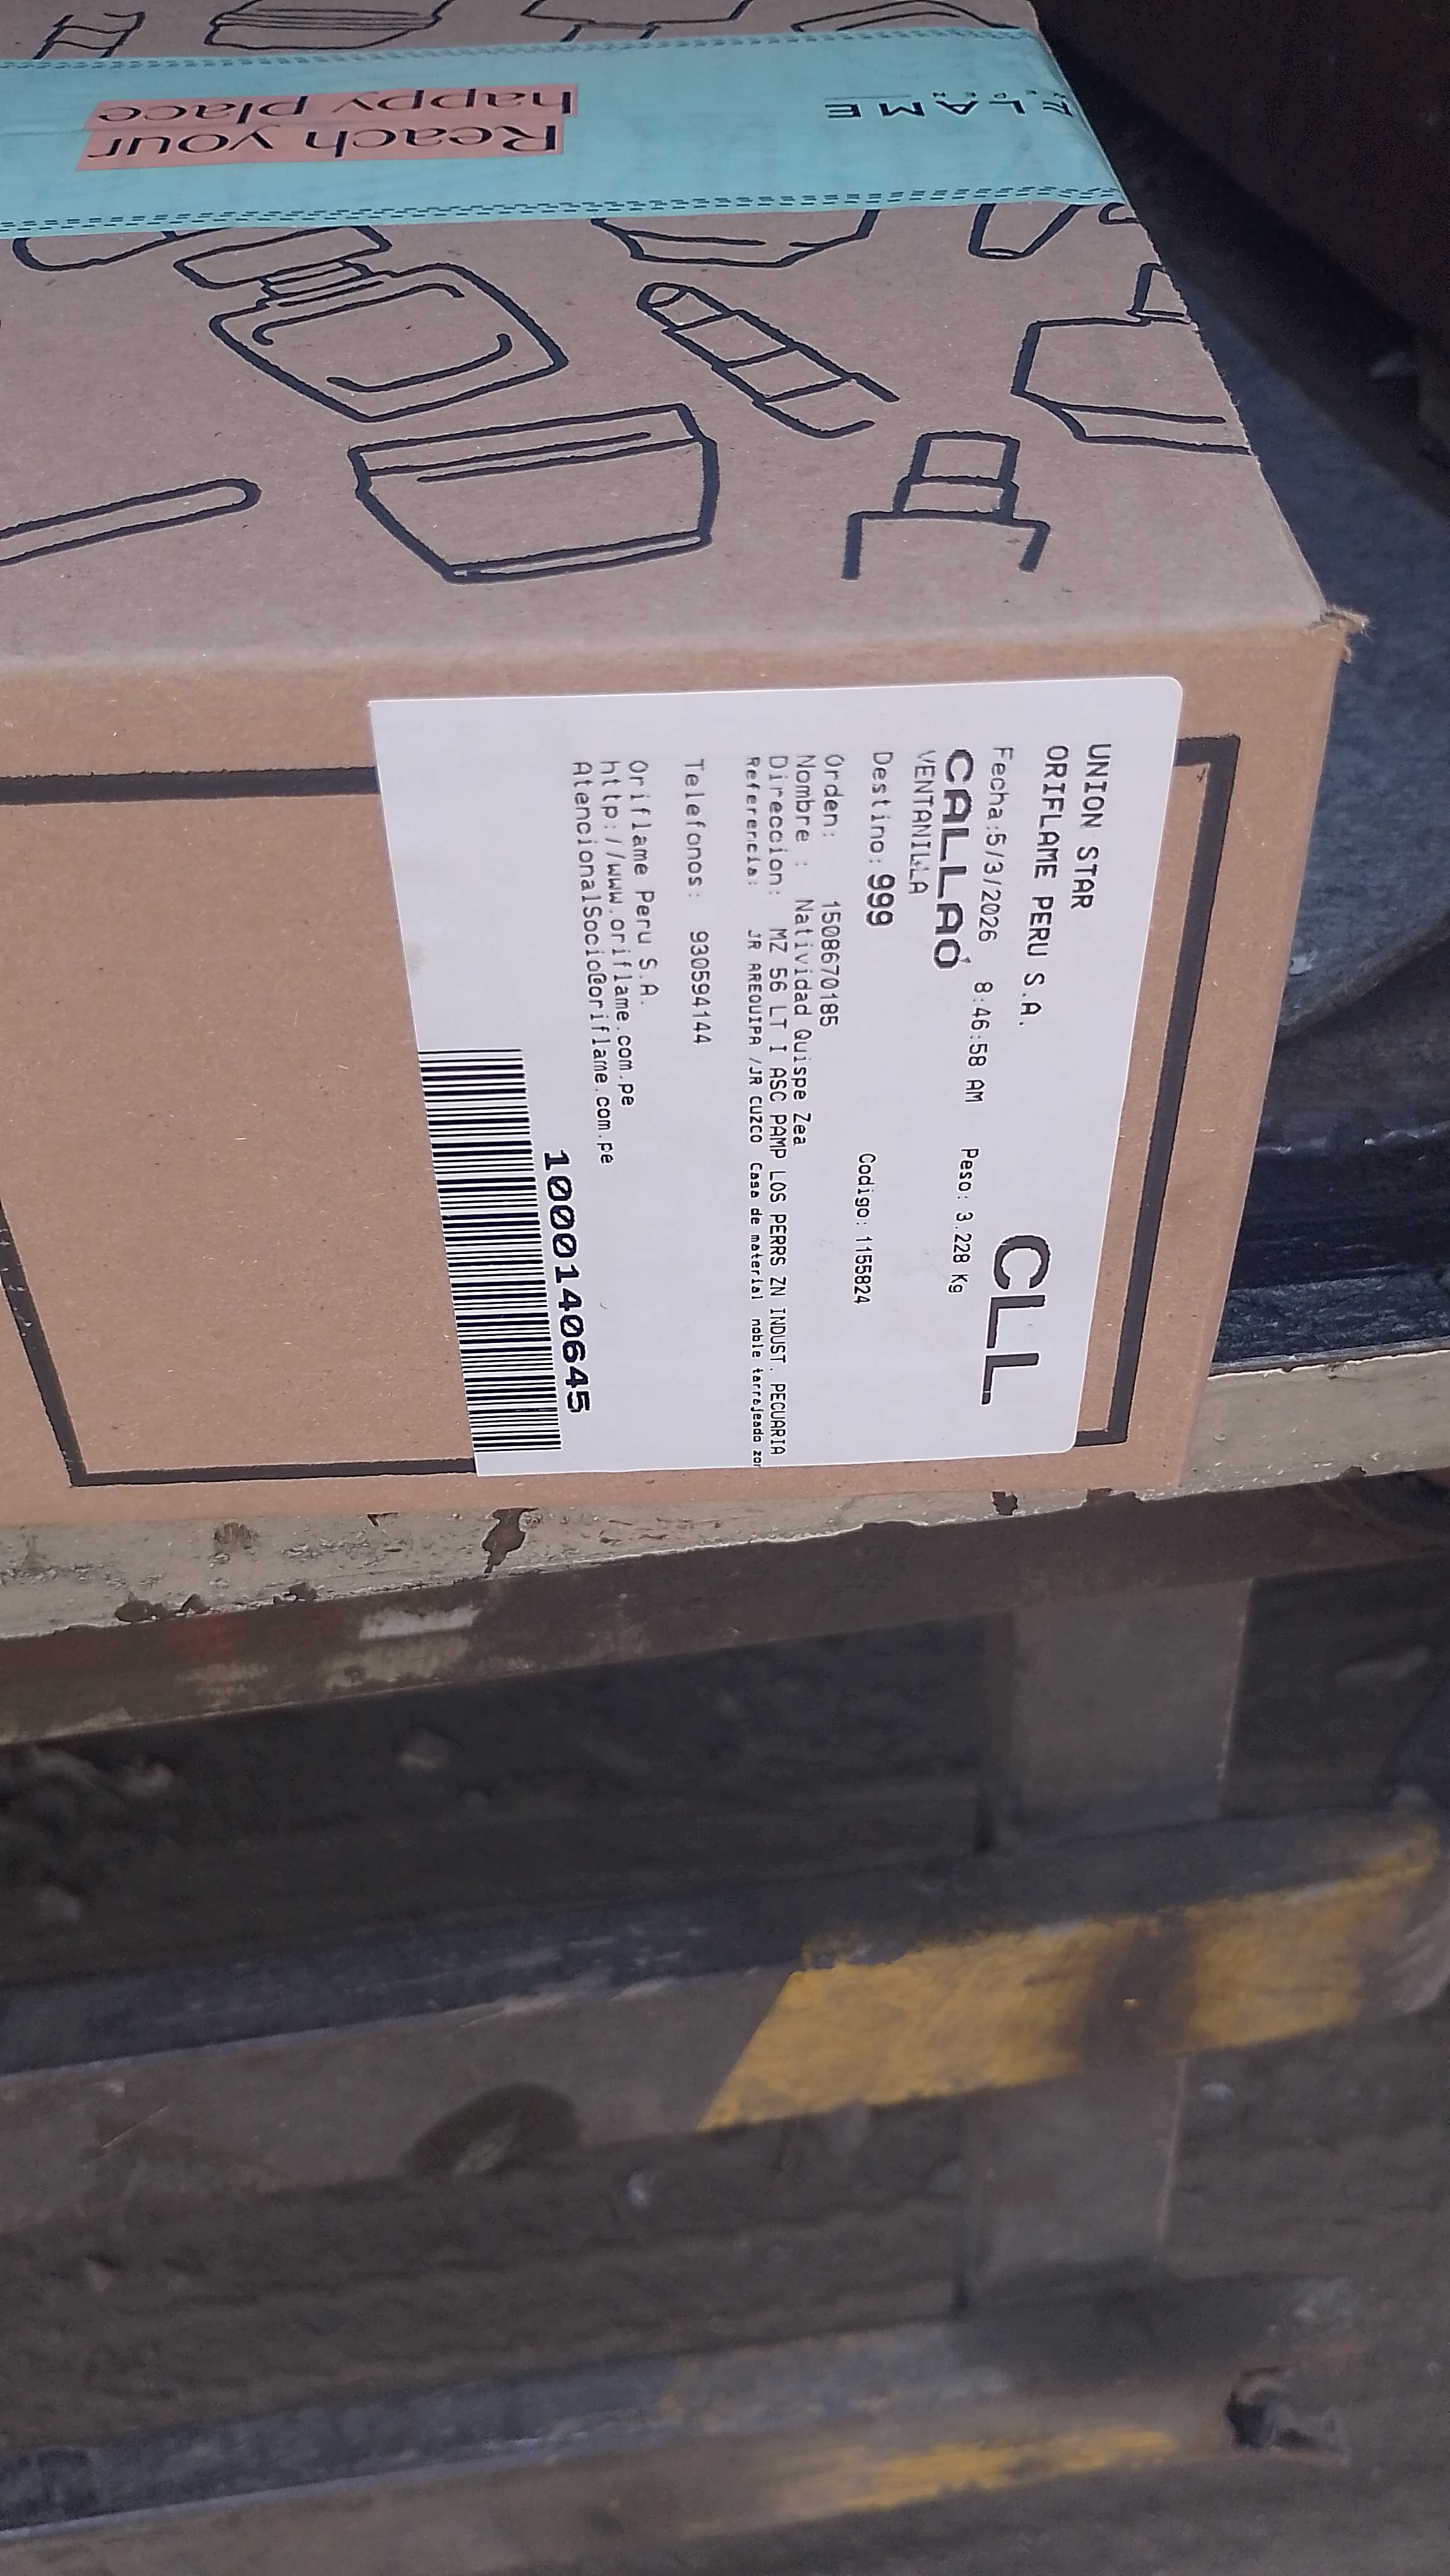 Reach your
happy place
UNION STAR
ORIFLAME PERU S.A.
CLL
Fecha:5/3/2026 8:46:58 AM Peso: 3.228 Kg
CALLAO
VENTANILLA
Destino: 999 Codigo: 1155824
Orden: 1508670185
Nombre : Natividad Quispe Zea
Direccion: MZ 56 LT I ASC PAMP LOS PERRS ZN INDUST. PECUARIA
Referencia: JR AREQUIPA /JR CUZCO Casa de material noble tarrajeado
Telefonos: 930594144
Oriflame Peru S.A.
http://www.oriflame.com.pe
AtencionalSocio@oriflame.com.pe
1000140645